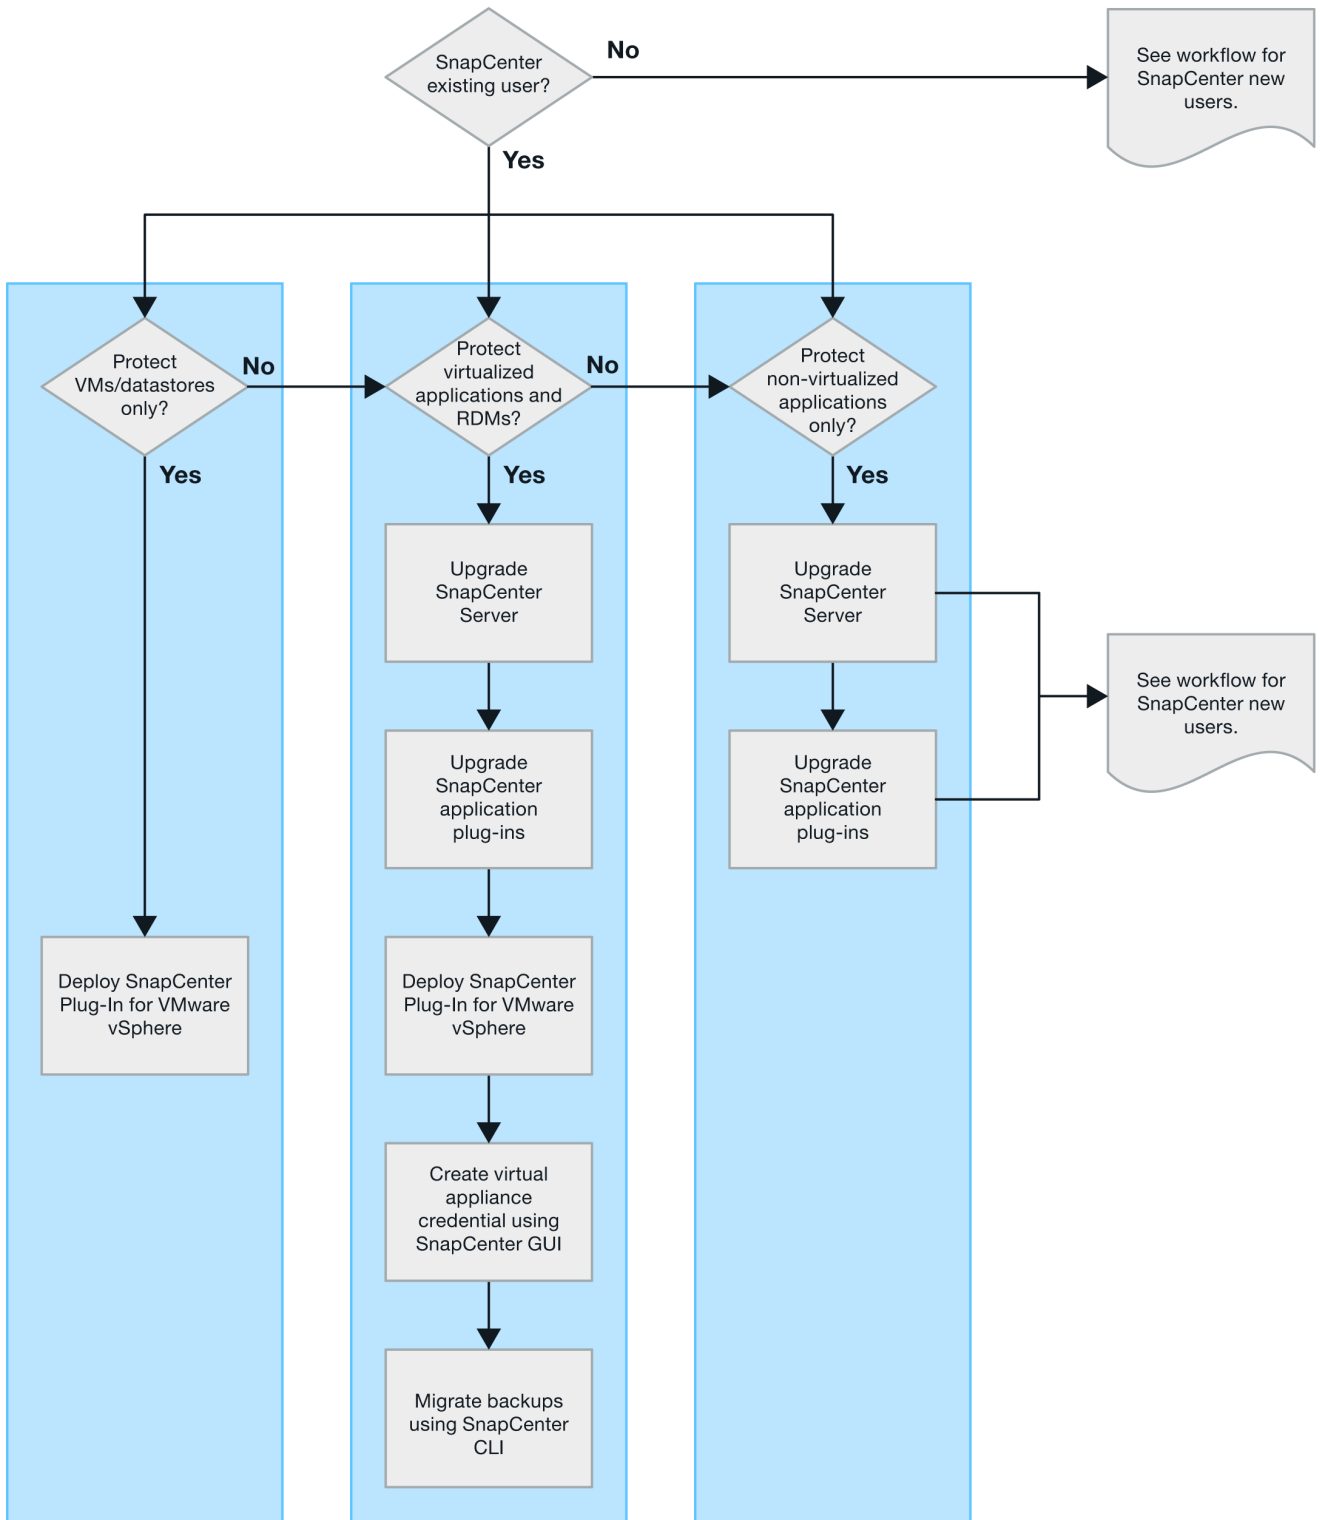 SnapCenter
existing user?
No
See workflow for
SnapCenter new
users.
Yes
Protect
VMs/datastores
only?
No
Protect
virtualized
applications and
RDMs?
No
Protect
non-virtualized
applications
only?
Yes
Yes
Yes
Upgrade
SnapCenter
Server
Upgrade
SnapCenter
Server
See workflow for
SnapCenter new
users.
Upgrade
SnapCenter
application
plug-ins
Upgrade
SnapCenter
application
plug-ins
Deploy SnapCenter
Plug-In for VMware
vSphere
Deploy SnapCenter
Plug-In for VMware
vSphere
Create virtual
appliance
credential using
SnapCenter GUI
Migrate backups
using SnapCenter
CLI